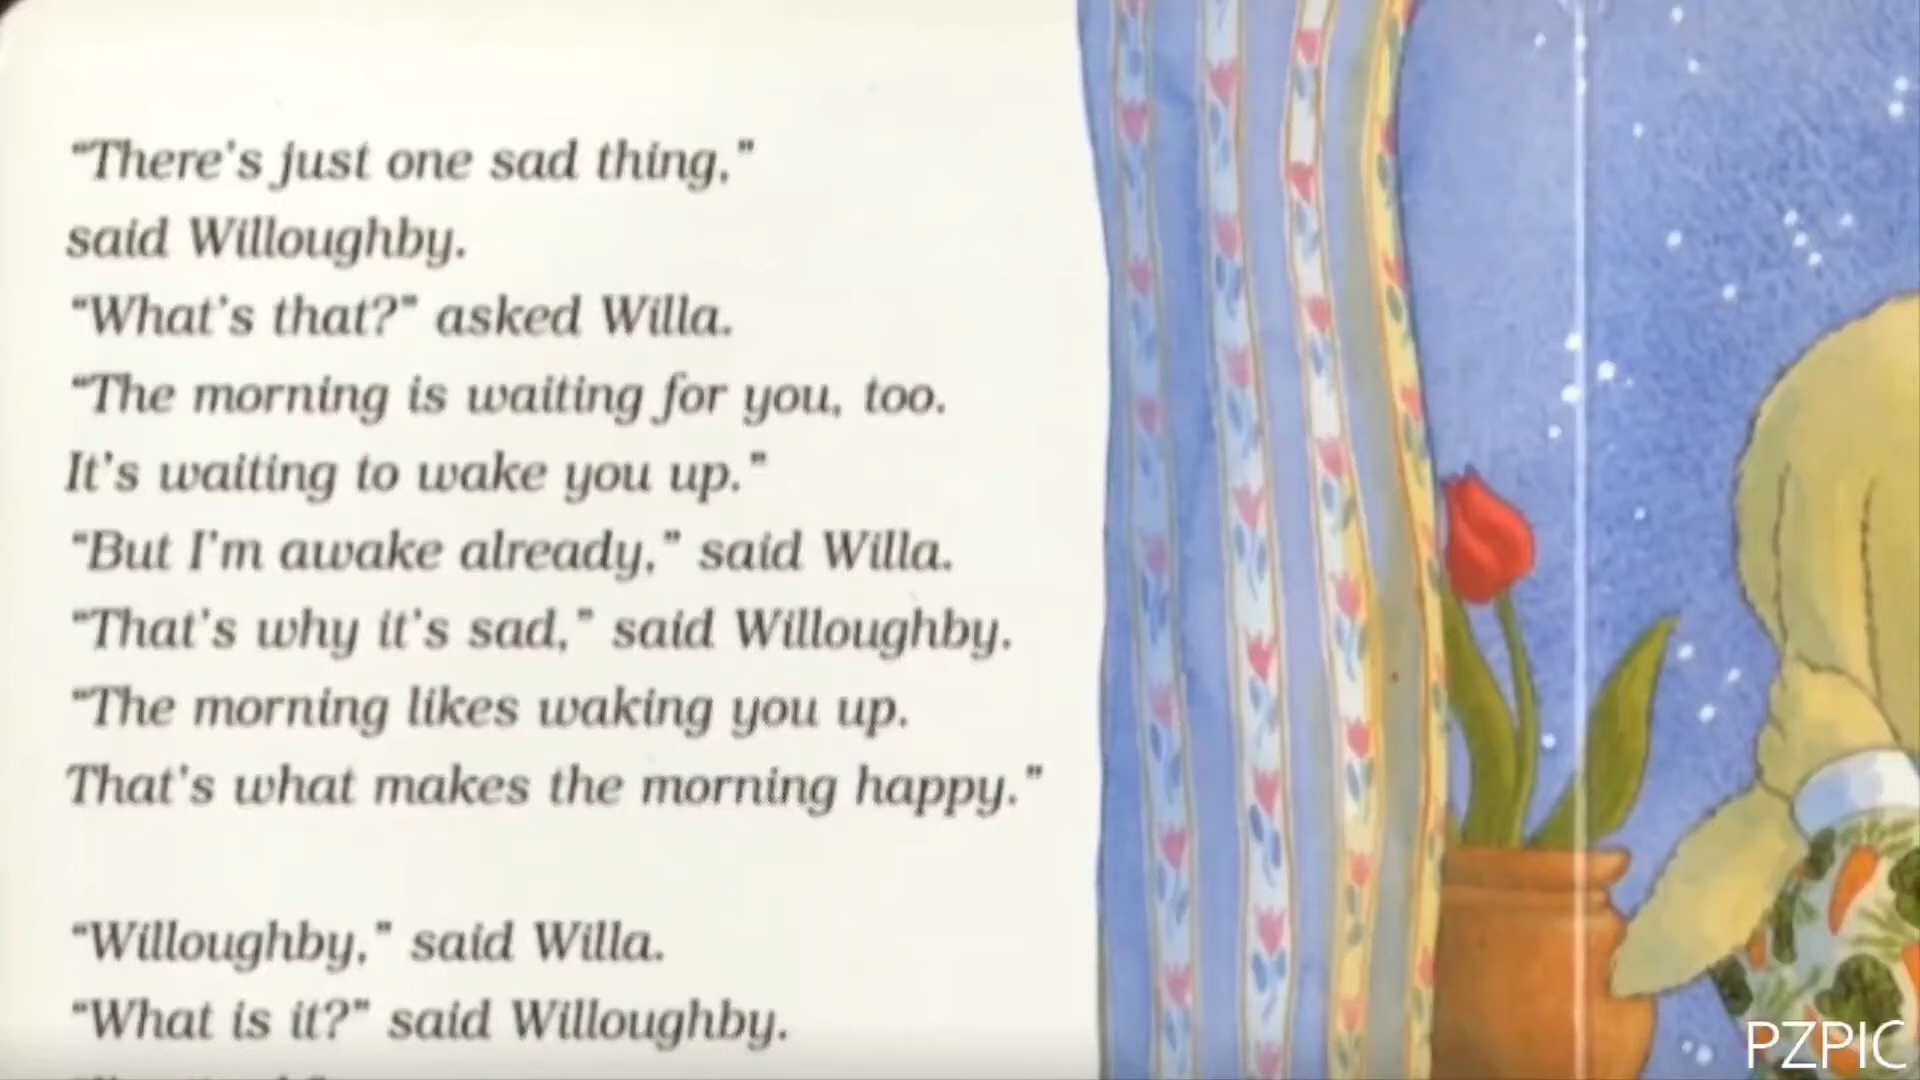 “There’s just one sad thing,”
said Willoughby.
“What’s that?” asked Willa.
“The morning is waiting for you, too.
It’s waiting to wake you up.”
“But I’m awake already,” said Willa.
“That’s why it’s sad,” said Willoughby.
“The morning likes waking you up.
That’s what makes the morning happy.”
“Willoughby,” said Willa.
“What is it?” said Willoughby.
PZPIC